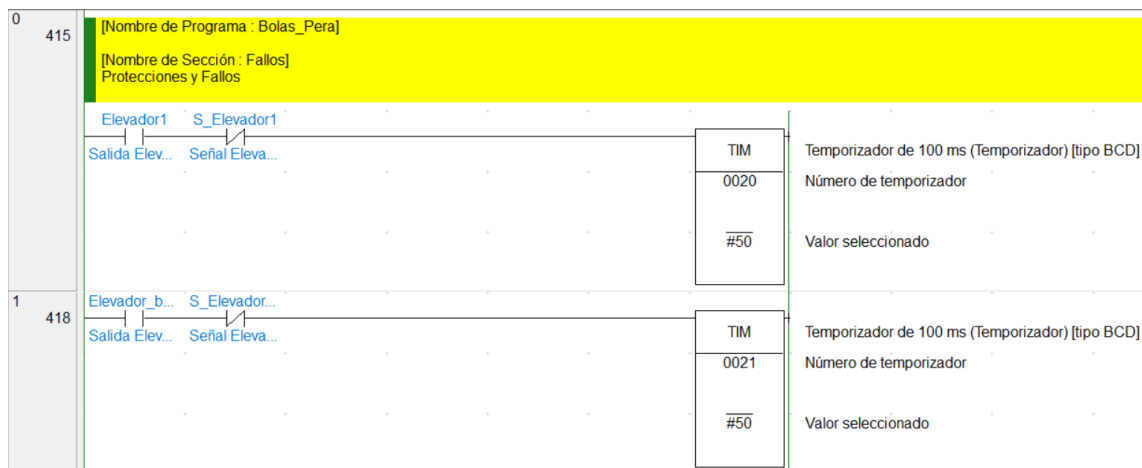 0
415
[Nombre de Programa : Bolas_Pera]
[Nombre de Sección : Fallos]
Protecciones y Fallos
Elevador1 S_Elevador1
Salida Elev... Señal Eleva...
TIM Temporizador de 100 ms (Temporizador) [tipo BCD]
0020 Número de temporizador
#50 Valor seleccionado
1
418
Elevador_b... S_Elevador...
Salida Elev... Señal Eleva...
TIM Temporizador de 100 ms (Temporizador) [tipo BCD]
0021 Número de temporizador
#50 Valor seleccionado